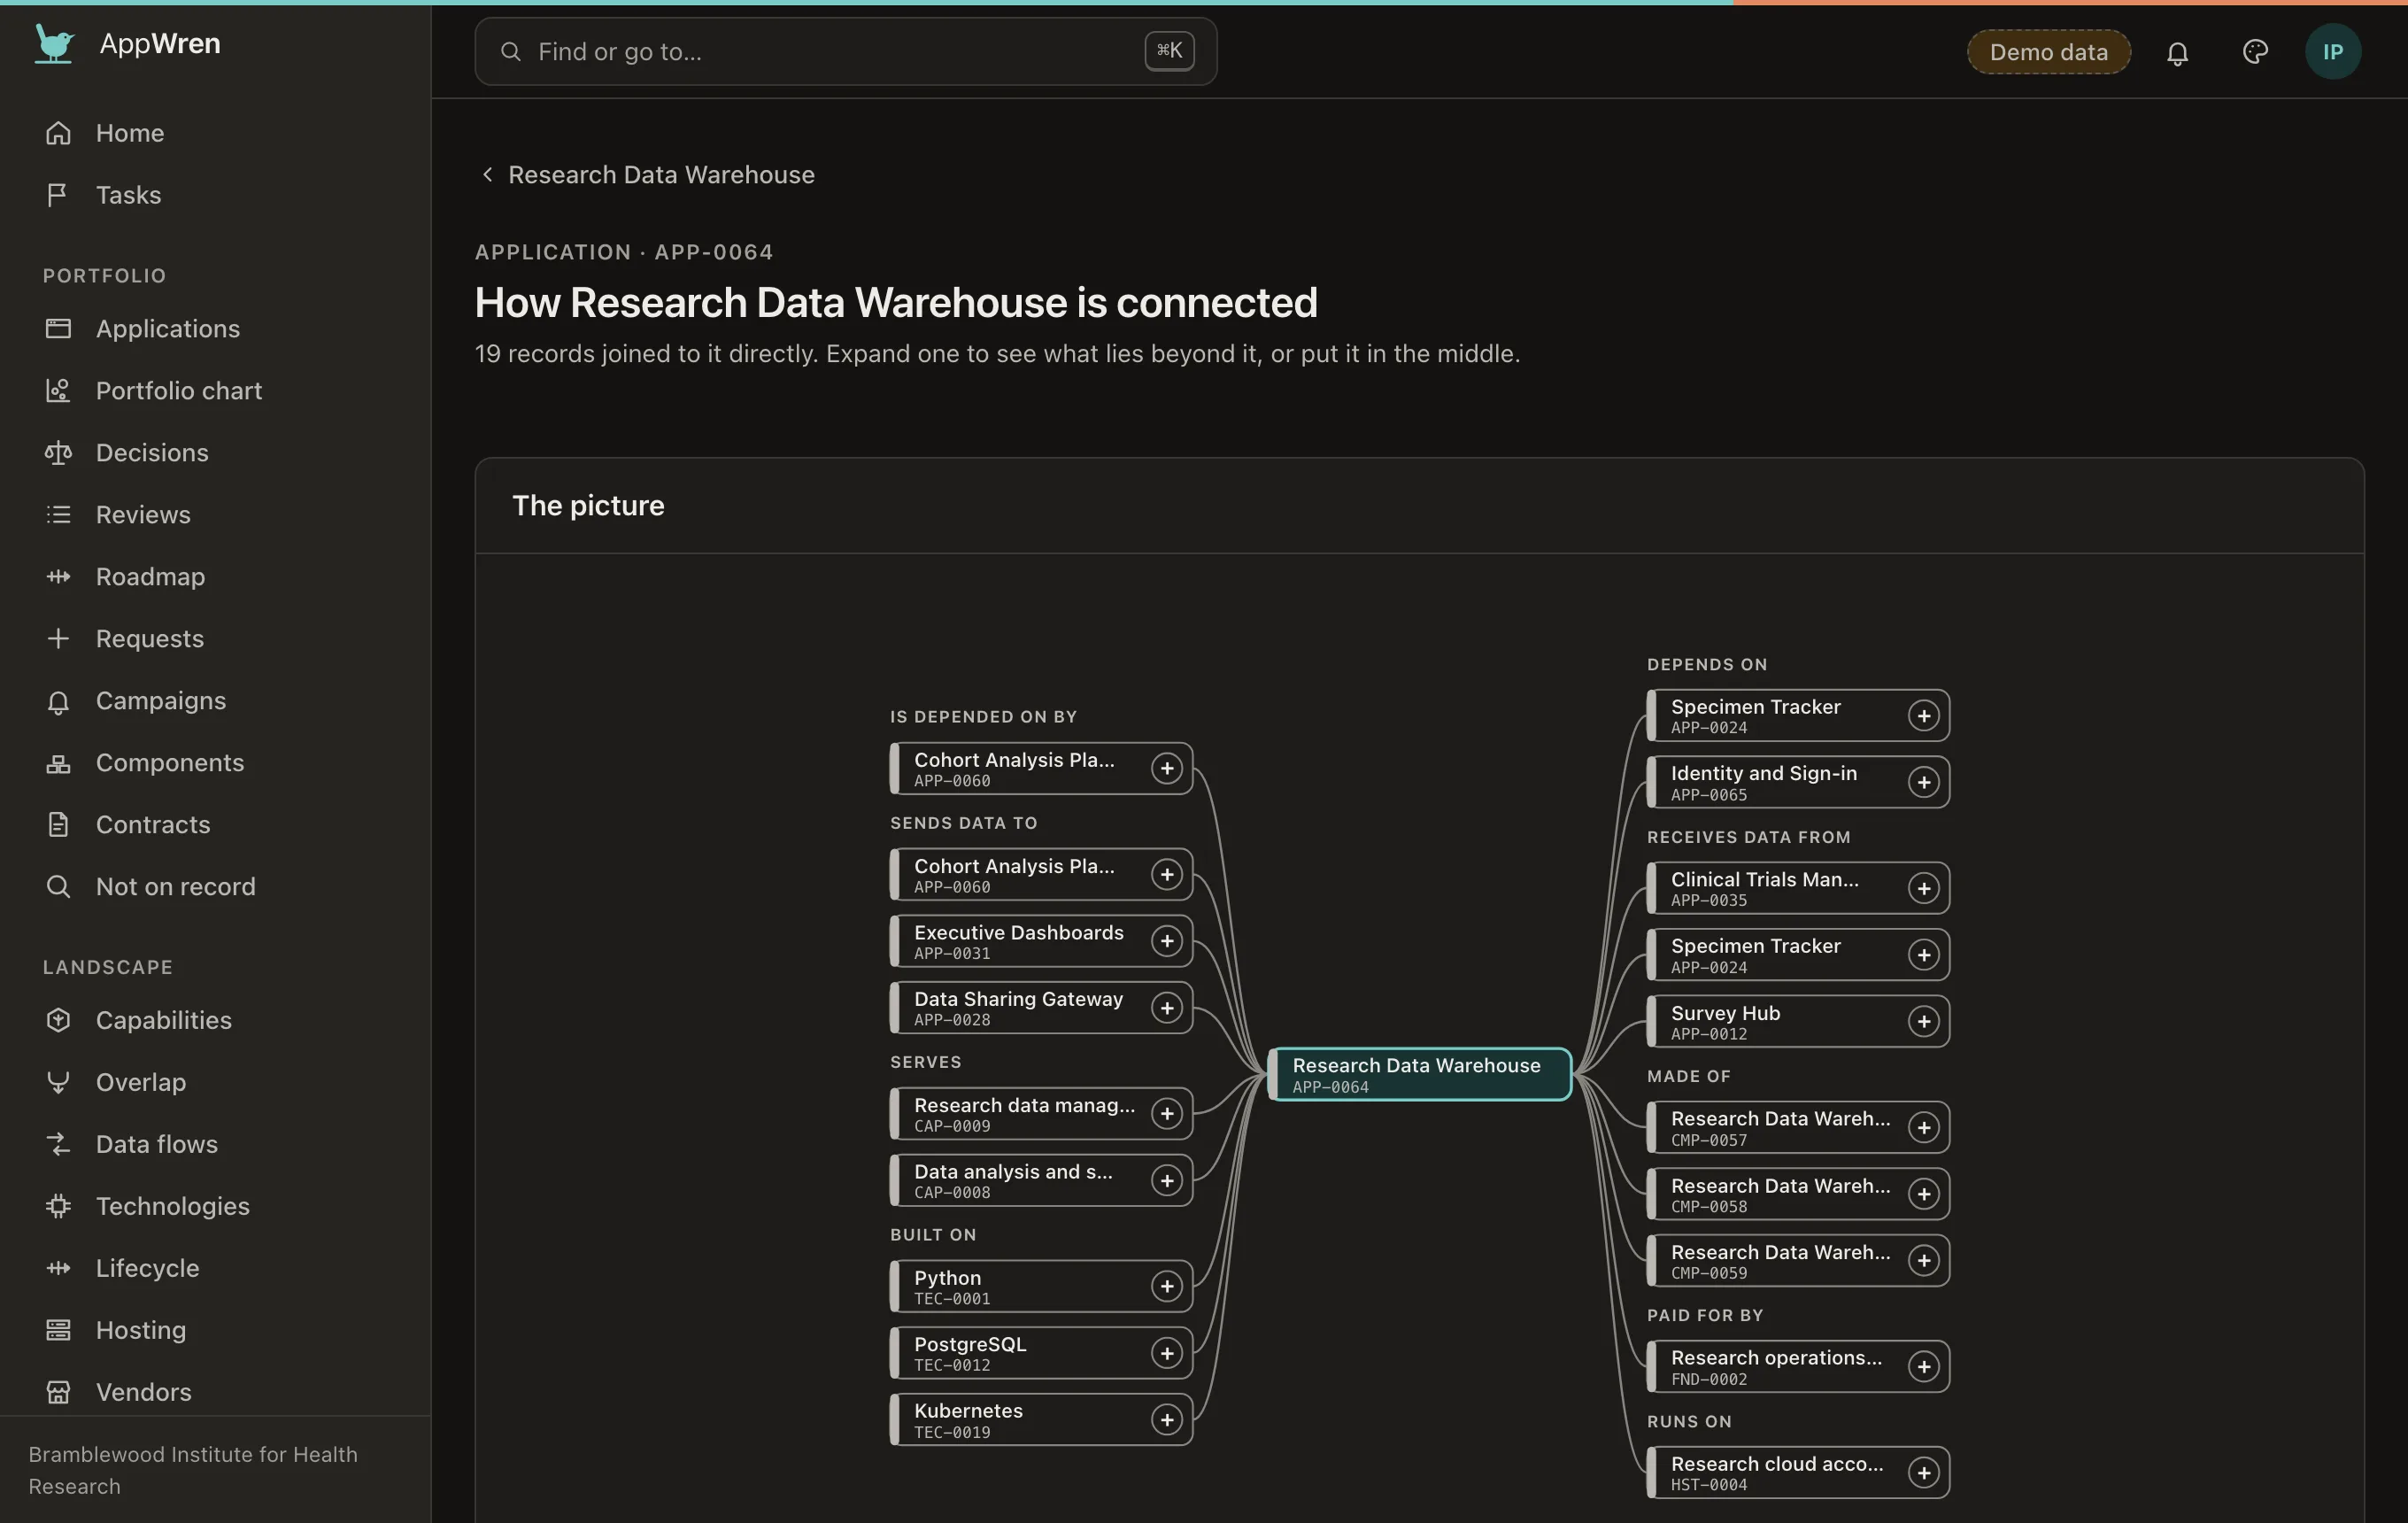 AppWren
Home
Tasks
PORTFOLIO
Applications
Portfolio chart
Decisions
Reviews
Roadmap
Requests
Campaigns
Components
Contracts
Not on record
LANDSCAPE
Capabilities
Overlap
Data flows
Technologies
Lifecycle
Hosting
Vendors
Bramblewood Institute for Health
Research
Find or go to...
⌘K
Demo data
IP
Research Data Warehouse
APPLICATION · APP-0064
How Research Data Warehouse is connected
19 records joined to it directly. Expand one to see what lies beyond it, or put it in the middle.
The picture
IS DEPENDED ON BY
Cohort Analysis Pla...
APP-0060
SENDS DATA TO
Cohort Analysis Pla...
APP-0060
Executive Dashboards
APP-0031
Data Sharing Gateway
APP-0028
SERVES
Research data manag...
CAP-0009
Data analysis and s...
CAP-0008
BUILT ON
Python
TEC-0001
PostgreSQL
TEC-0012
Kubernetes
TEC-0019
Research Data Warehouse
APP-0064
DEPENDS ON
Specimen Tracker
APP-0024
Identity and Sign-in
APP-0065
RECEIVES DATA FROM
Clinical Trials Man...
APP-0035
Specimen Tracker
APP-0024
Survey Hub
APP-0012
MADE OF
Research Data Wareh...
CMP-0057
Research Data Wareh...
CMP-0058
Research Data Wareh...
CMP-0059
PAID FOR BY
Research operations...
FND-0002
RUNS ON
Research cloud acco...
HST-0004